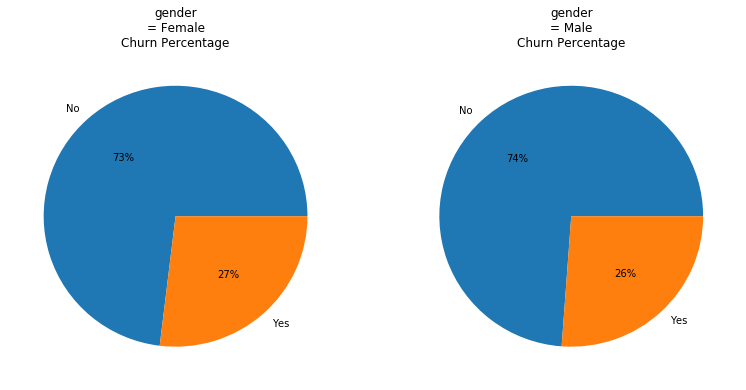 gender
= Female
Churn Percentage
No
73%
27%
Yes
gender
= Male
Churn Percentage
No
74%
26%
Yes